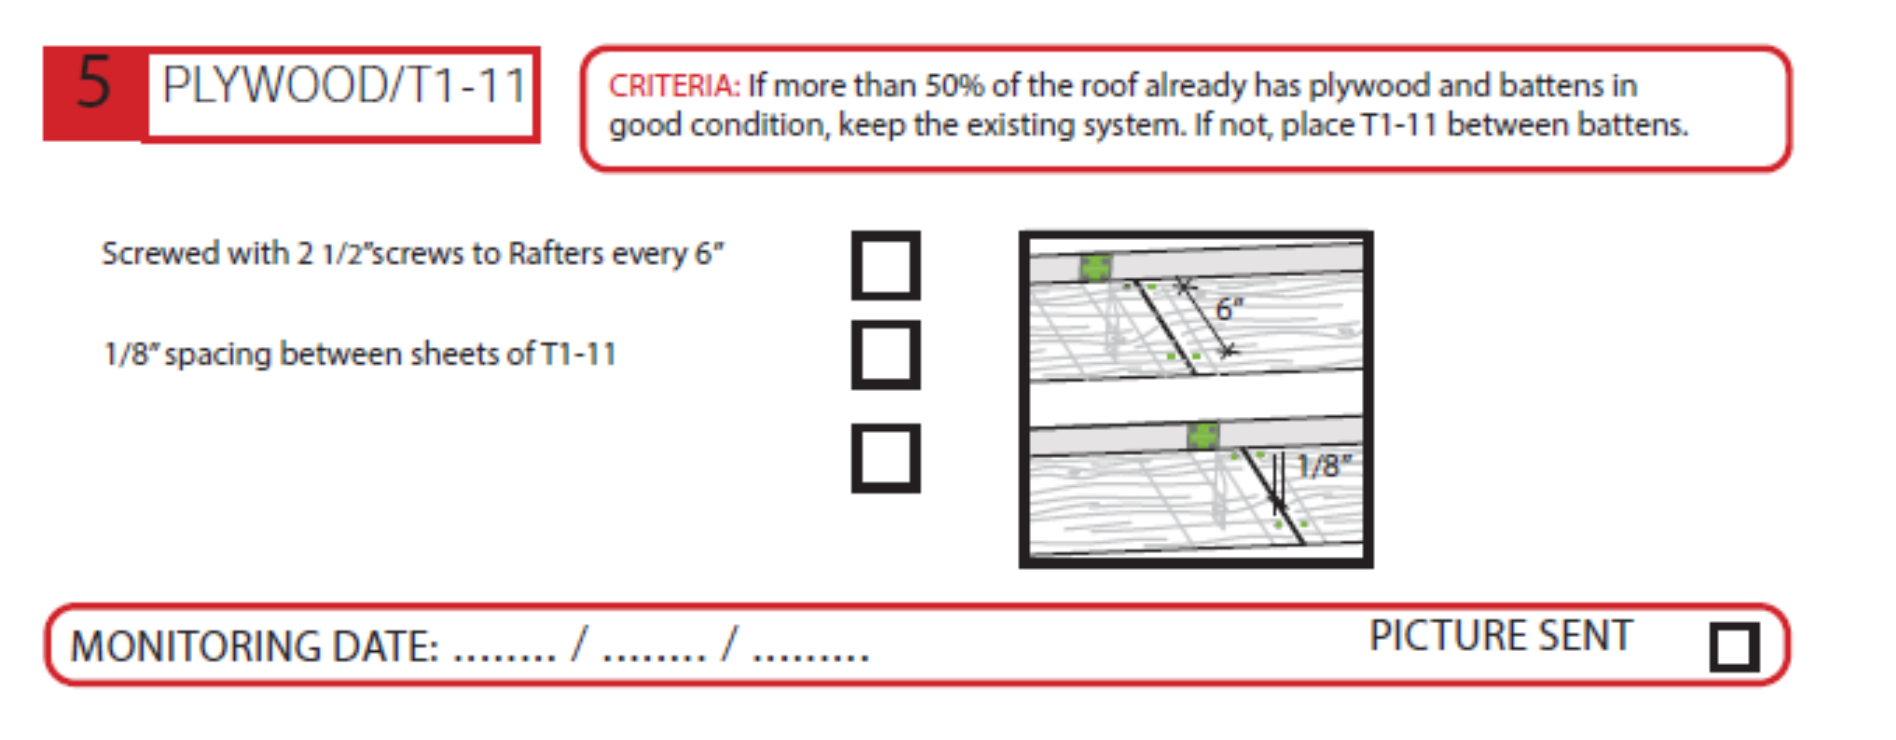 5 PLYWOOD/T1-11
CRITERIA: If more than 50% of the roof already has plywood and battens in
good condition, keep the existing system. If not, place T1-11 between battens.
Screwed with 2 1/2”screws to Rafters every 6”
1/8” spacing between sheets of T1-11
6”
1/8”
MONITORING DATE: ........ / ........ / .........
PICTURE SENT